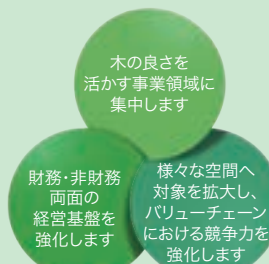 木の良さを
活かす事業領域に
集中します
財務・非財務
両面の
経営基盤を
強化します
様々な空間へ
対象を拡大し、
バリューチェーン
における競争力を
強化します